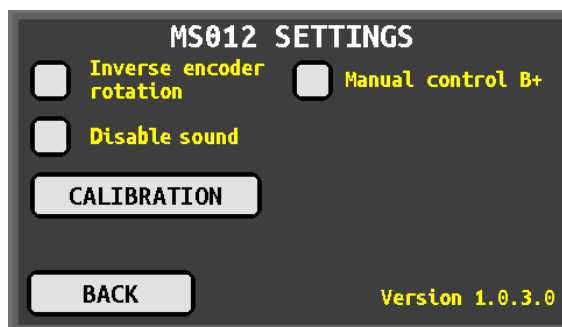 MS012 SETTINGS
Inverse encoder
rotation
Manual control B+
Disable sound
CALIBRATION
BACK
Version 1.0.3.0